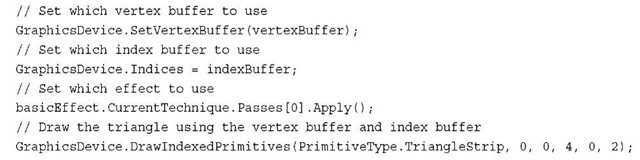 // Set which vertex buffer to use
GraphicsDevice.SetVertexBuffer(vertexBuffer);
// Set which index buffer to use
GraphicsDevice.Indices = indexBuffer;
// Set which effect to use
basicEffect.CurrentTechnique.Passes[0].Apply();
// Draw the triangle using the vertex buffer and index buffer
GraphicsDevice.DrawIndexedPrimitives(PrimitiveType.TriangleStrip, 0, 0, 4, 0, 2);